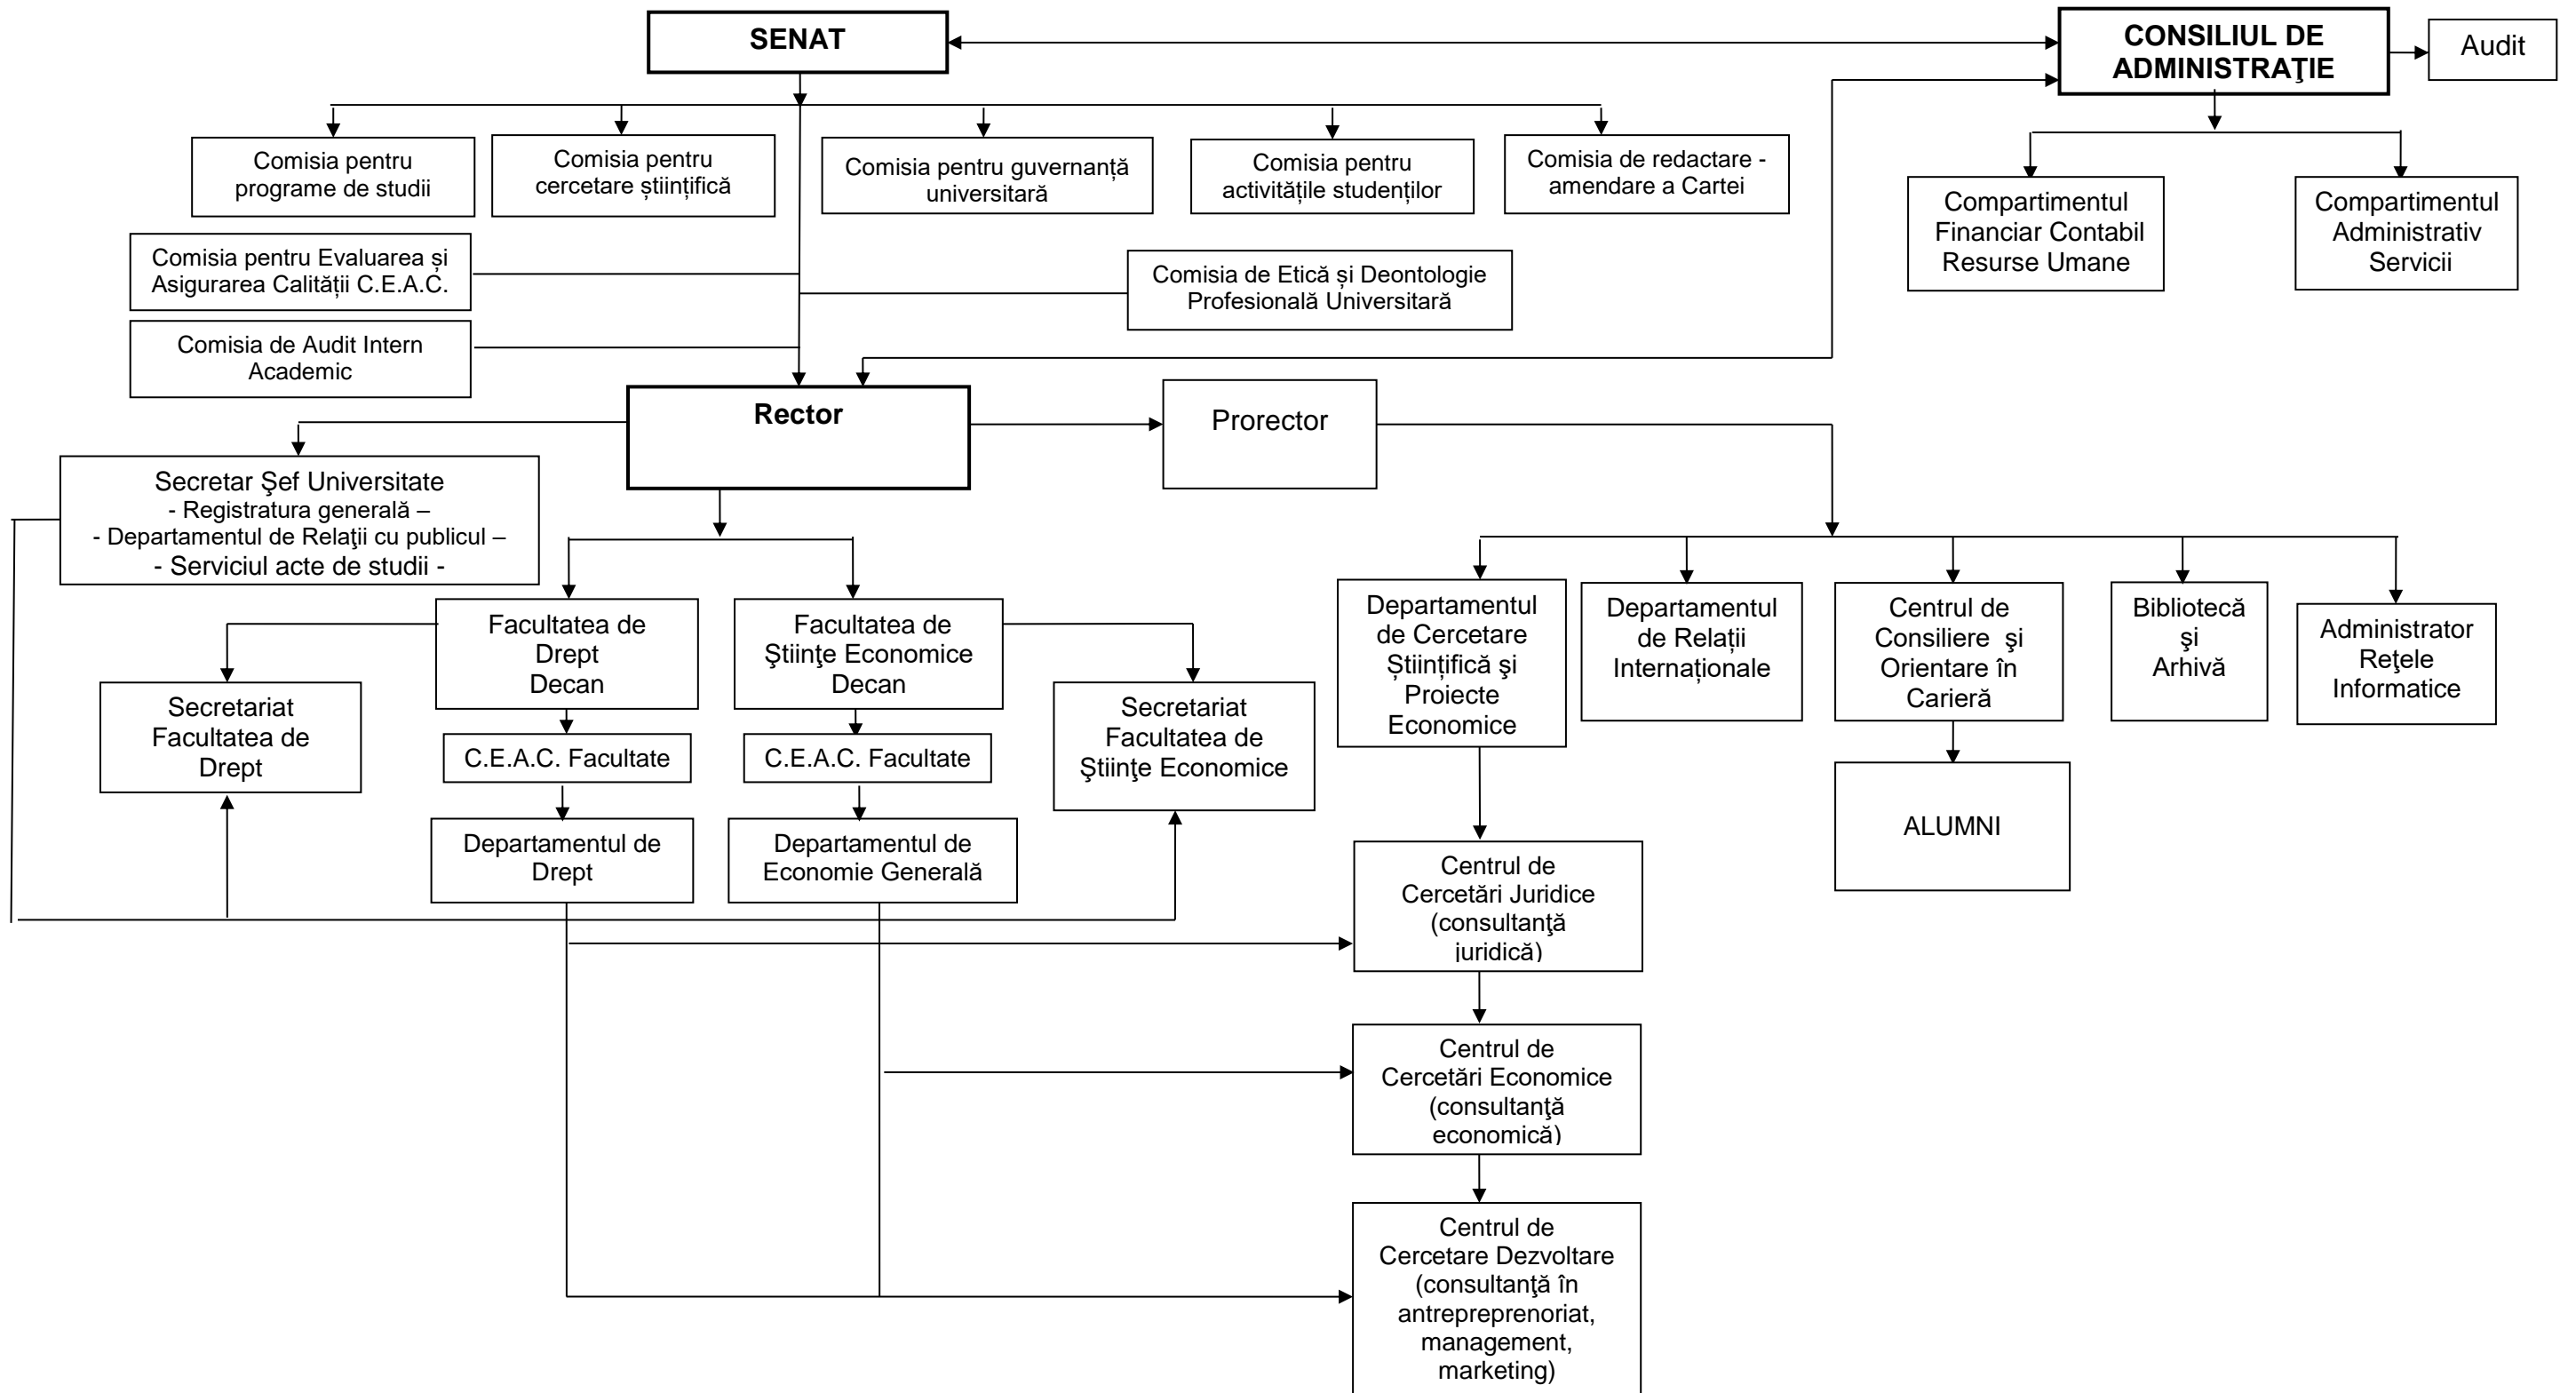 SENAT
CONSILIUL DE
ADMINISTRAŢIE
Audit
Comisia pentru
programe de studii
Comisia pentru
cercetare științifică
Comisia pentru guvernanță
universitară
Comisia pentru
activitățile studenților
Comisia de redactare -
amendare a Cartei
Compartimentul
Financiar Contabil
Resurse Umane
Compartimentul
Administrativ
Servicii
Comisia pentru Evaluarea și
Asigurarea Calității C.E.A.C.
Comisia de Etică și Deontologie
Profesională Universitară
Comisia de Audit Intern
Academic
Rector
Prorector
Secretar Şef Universitate
- Registratura generală –
- Departamentul de Relaţii cu publicul –
- Serviciul acte de studii -
Facultatea de
Drept
Decan
Facultatea de
Ştiinţe Economice
Decan
Departamentul
de Cercetare
Științifică şi
Proiecte
Economice
Departamentul
de Relații
Internaționale
Centrul de
Consiliere şi
Orientare în
Carieră
Bibliotecă
şi
Arhivă
Administrator
Reţele
Informatice
Secretariat
Facultatea de
Drept
C.E.A.C. Facultate
C.E.A.C. Facultate
Secretariat
Facultatea de
Ştiinţe Economice
ALUMNI
Departamentul de
Drept
Departamentul de
Economie Generală
Centrul de
Cercetări Juridice
(consultanţă
juridică)
Centrul de
Cercetări Economice
(consultanţă
economică)
Centrul de
Cercetare Dezvoltare
(consultanţă în
antrepreprenoriat,
management,
marketing)